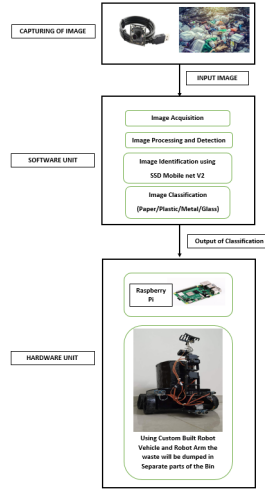 CAPTURING OF IMAGE
INPUT IMAGE
SOFTWARE UNIT
Image Acquisition
Image Processing and Detection
Image Identification using
SSD Mobile net V2
Image Classification
(Paper/Plastic/Metal/Glass)
Output of Classification
HARDWARE UNIT
Raspberry
Pi
Using Custom Built Robot
Vehicle and Robot Arm the
waste will be dumped in
Separate parts of the Bin